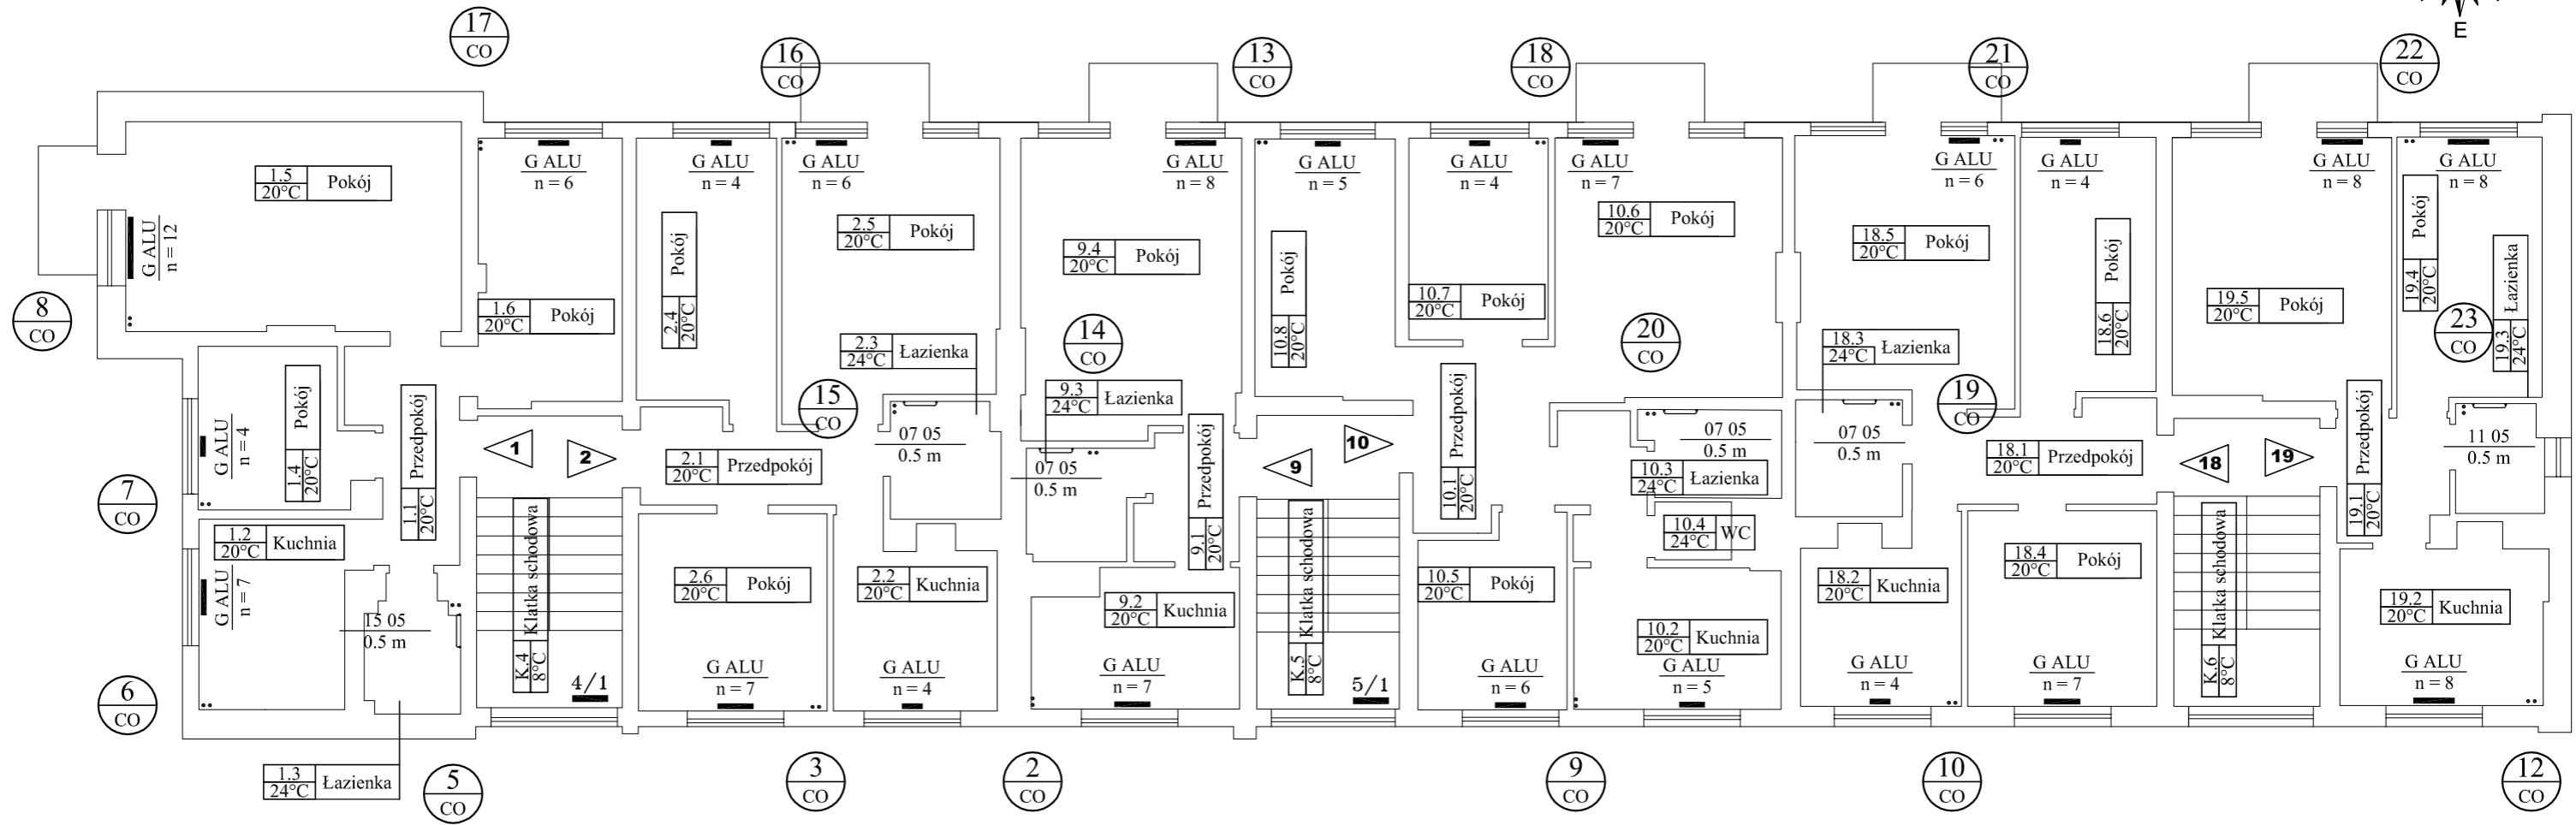 E
17
CO
16
CO
13
CO
18
CO
21
CO
22
CO
G ALU
n = 6
G ALU
n = 4
G ALU
n = 6
G ALU
n = 8
G ALU
n = 5
G ALU
n = 4
G ALU
n = 7
G ALU
n = 6
G ALU
n = 4
G ALU
n = 8
G ALU
n = 8
1.5 Pokój
20°C
G ALU
n = 12
1.6 Pokój
20°C
2.4 Pokój
20°C
2.5 Pokój
20°C
9.4 Pokój
20°C
10.8 Pokój
20°C
10.7 Pokój
20°C
10.6 Pokój
20°C
18.5 Pokój
20°C
18.6 Pokój
20°C
19.5 Pokój
20°C
19.4 Pokój
20°C
19.3 Łazienka
24°C
8
CO
14
CO
20
CO
23
CO
2.3 Łazienka
24°C
18.3 Łazienka
24°C
9.3 Łazienka
24°C
15
CO
19
CO
1.4 Pokój
20°C
G ALU
n = 4
1.1 Przedpokój
20°C
1
2
2.1 Przedpokój
20°C
07 05
0.5 m
07 05
0.5 m
9.1 Przedpokój
20°C
9
10
10.1 Przedpokój
20°C
07 05
0.5 m
10.3 Łazienka
24°C
07 05
0.5 m
18.1 Przedpokój
20°C
18
19
19.1 Przedpokój
20°C
11 05
0.5 m
7
CO
1.2 Kuchnia
20°C
G ALU
n = 7
15 05
0.5 m
K.4 Klatka schodowa
8°C
4/1
2.6 Pokój
20°C
2.2 Kuchnia
20°C
9.2 Kuchnia
20°C
K.5 Klatka schodowa
8°C
5/1
10.5 Pokój
20°C
10.4 WC
24°C
10.2 Kuchnia
20°C
18.2 Kuchnia
20°C
18.4 Pokój
20°C
K.6 Klatka schodowa
8°C
19.2 Kuchnia
20°C
G ALU
n = 7
G ALU
n = 4
G ALU
n = 7
G ALU
n = 6
G ALU
n = 5
G ALU
n = 4
G ALU
n = 7
G ALU
n = 8
6
CO
1.3 Łazienka
24°C
5
CO
3
CO
2
CO
9
CO
10
CO
12
CO